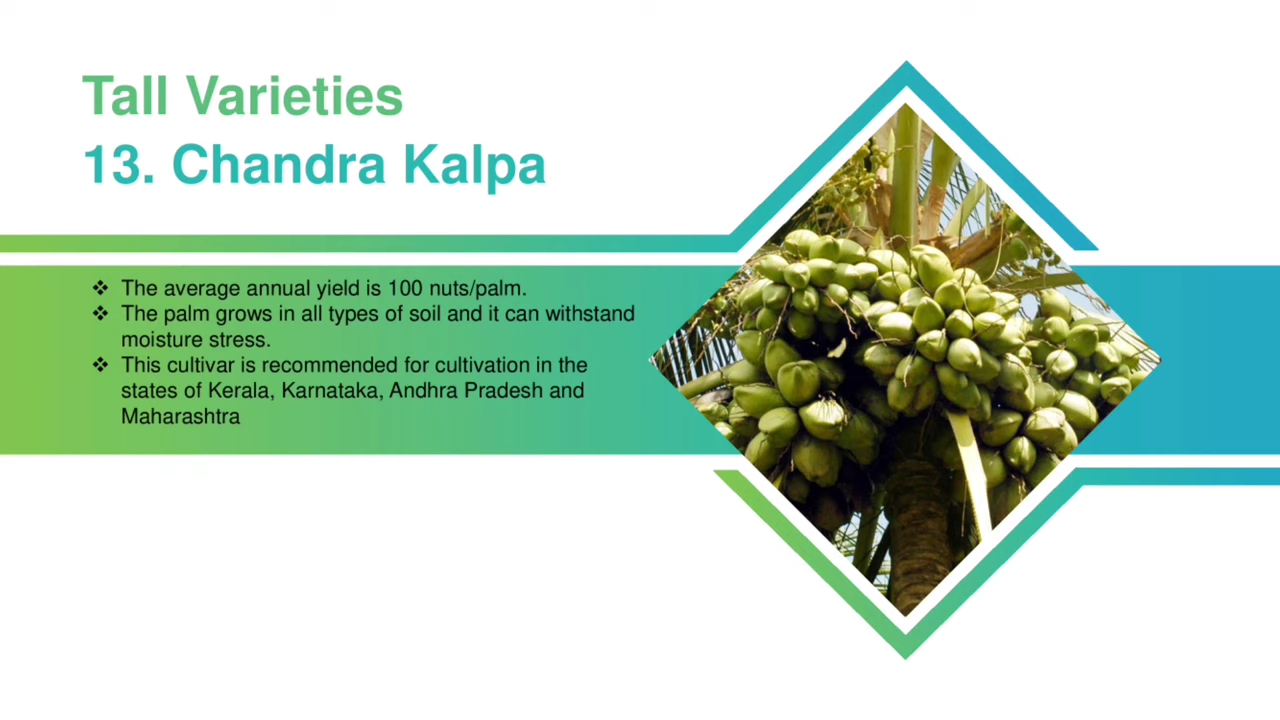 Tall Varieties
13. Chandra Kalpa
❖ The average annual yield is 100 nuts/palm.
❖ The palm grows in all types of soil and it can withstand
moisture stress.
❖ This cultivar is recommended for cultivation in the
states of Kerala, Karnataka, Andhra Pradesh and
Maharashtra